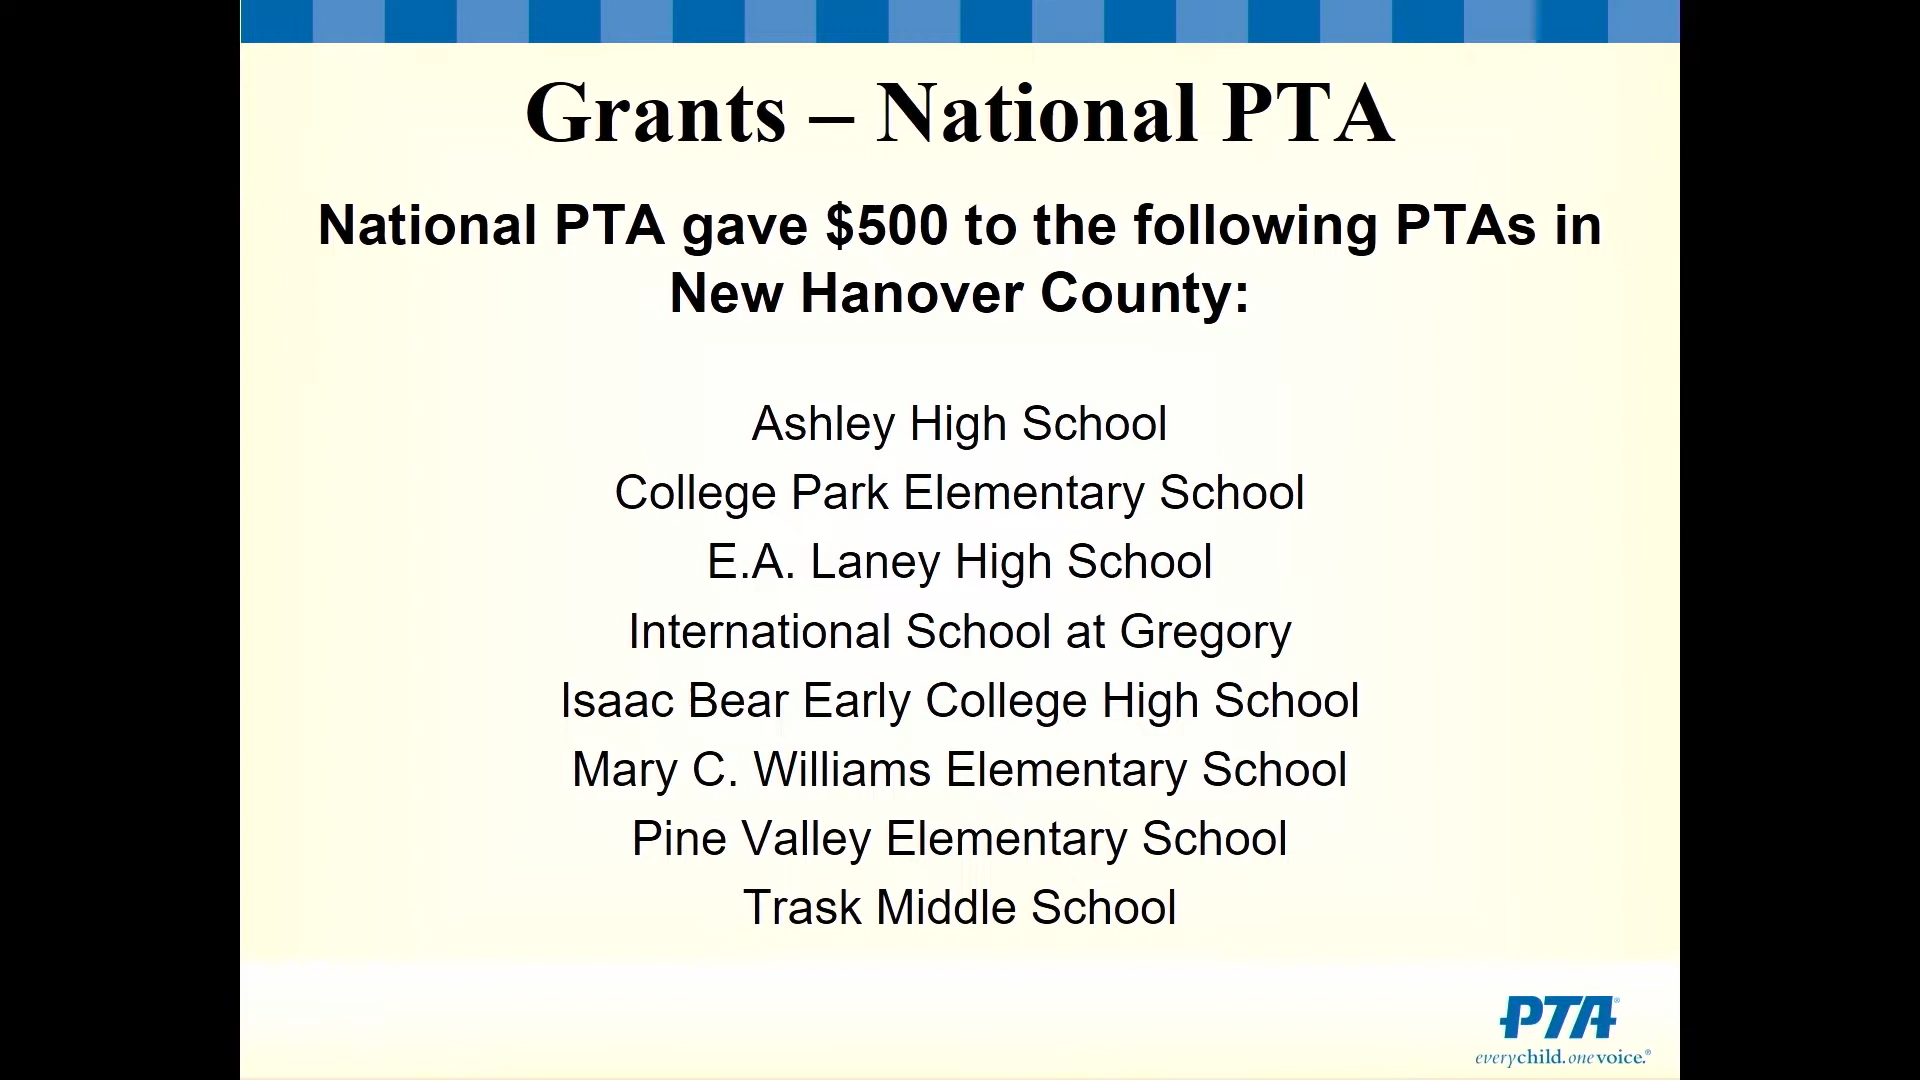 Grants – National PTA
National PTA gave $500 to the following PTAs in
New Hanover County:
Ashley High School
College Park Elementary School
E.A. Laney High School
International School at Gregory
Isaac Bear Early College High School
Mary C. Williams Elementary School
Pine Valley Elementary School
Trask Middle School
PTA®
everychild.onevoice.®